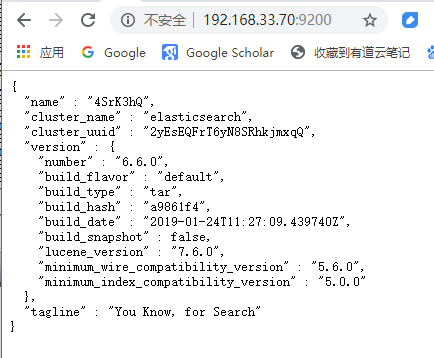 不安全 | 192.168.33.70:9200
应用 Google Google Scholar 收藏到有道云笔记
{
"name" : "4SrK3hQ",
"cluster_name" : "elasticsearch",
"cluster_uuid" : "2yEsEQFrT6yN8SRhkjmxqQ",
"version" : {
"number" : "6.6.0",
"build_flavor" : "default",
"build_type" : "tar",
"build_hash" : "a9861f4",
"build_date" : "2019-01-24T11:27:09.439740Z",
"build_snapshot" : false,
"lucene_version" : "7.6.0",
"minimum_wire_compatibility_version" : "5.6.0",
"minimum_index_compatibility_version" : "5.0.0"
},
"tagline" : "You Know, for Search"
}